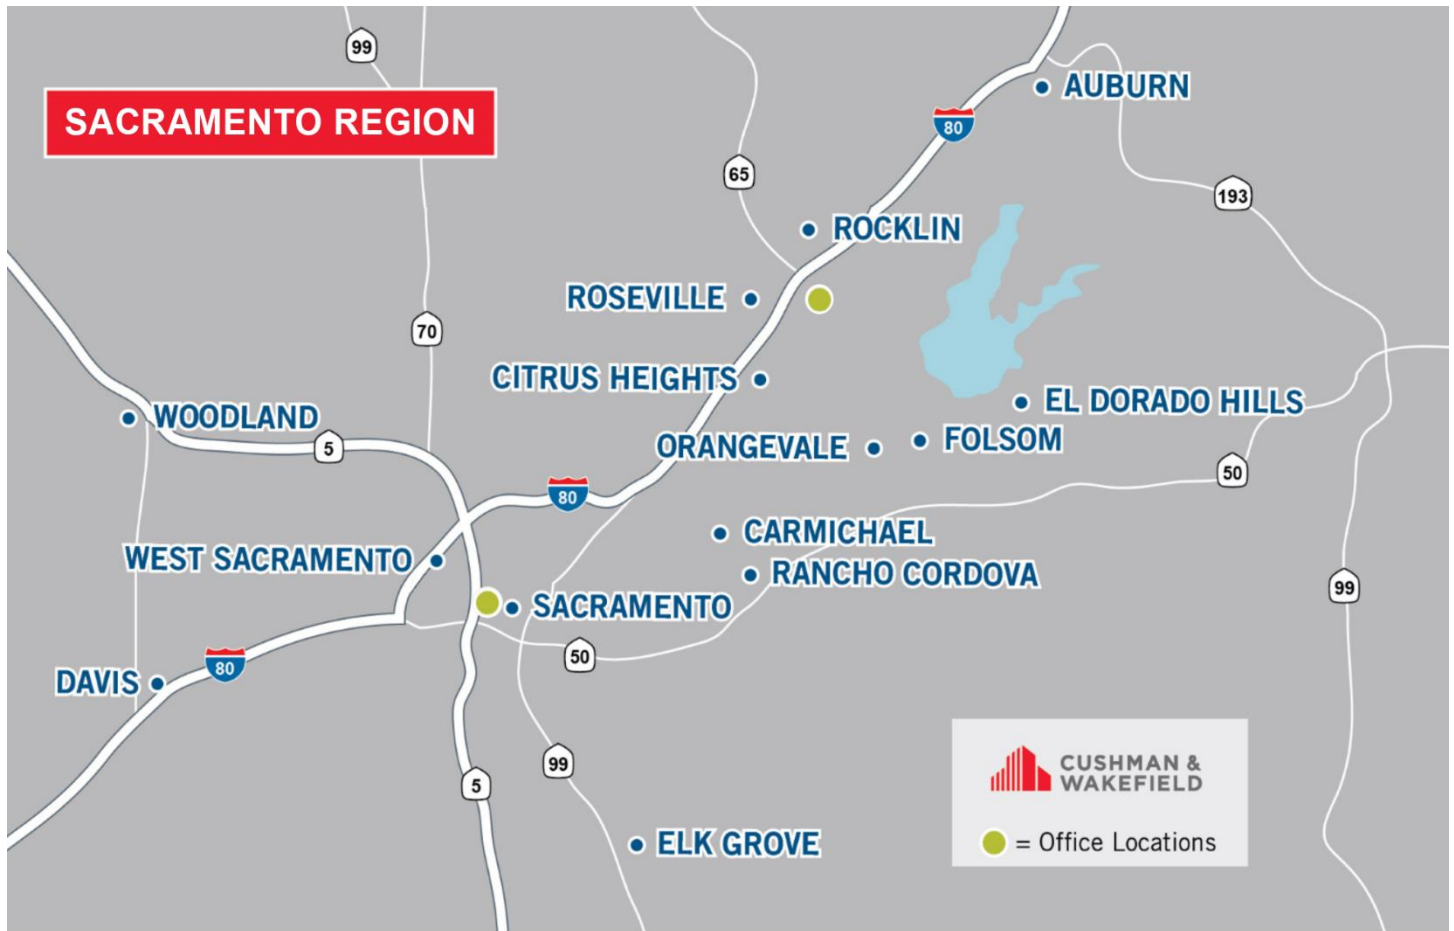 99
SACRAMENTO REGION
AUBURN
80
65
193
ROCKLIN
ROSEVILLE
70
CITRUS HEIGHTS
EL DORADO HILLS
WOODLAND
5
ORANGEVALE
FOLSOM
50
80
CARMICHAEL
WEST SACRAMENTO
RANCHO CORDOVA
99
SACRAMENTO
50
80
DAVIS
99
5
CUSHMAN &
WAKEFIELD
= Office Locations
ELK GROVE